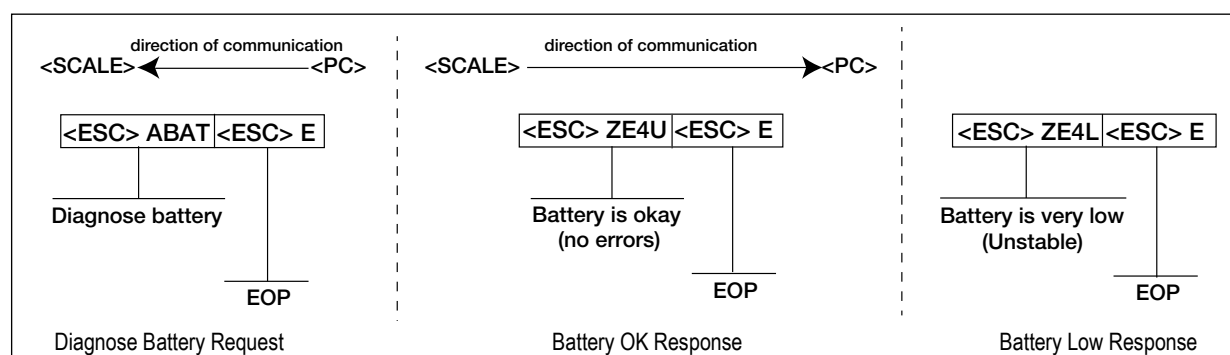 direction of communication
<SCALE> <PC>
<ESC> ABAT <ESC> E
Diagnose battery
EOP
Diagnose Battery Request
direction of communication
<SCALE> <PC>
<ESC> ZE4U <ESC> E
Battery is okay
(no errors)
EOP
Battery OK Response
<ESC> ZE4L <ESC> E
Battery is very low
(Unstable)
EOP
Battery Low Response